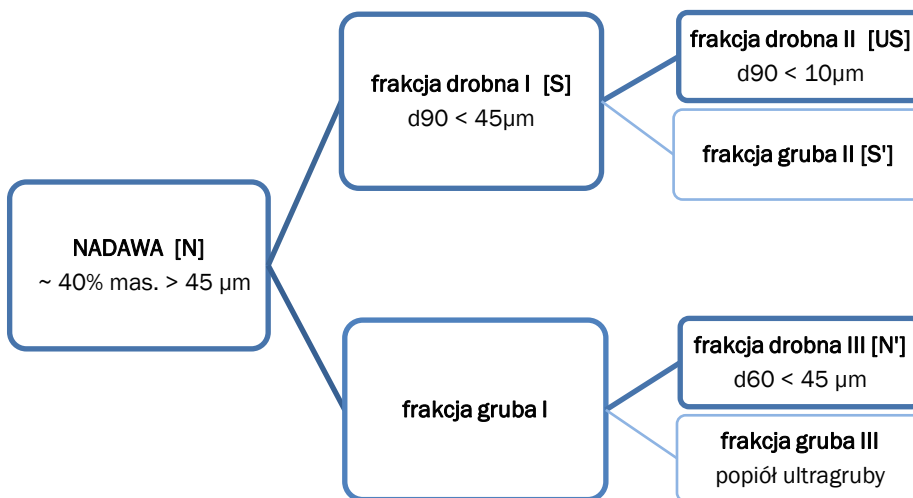 NADAWA [N]
~ 40% mas. > 45 µm
frakcja drobna I [S]
d90 < 45µm
frakcja drobna II [US]
d90 < 10µm
frakcja gruba II [S']
frakcja gruba I
frakcja drobna III [N']
d60 < 45 µm
frakcja gruba III
popiół ultragruby